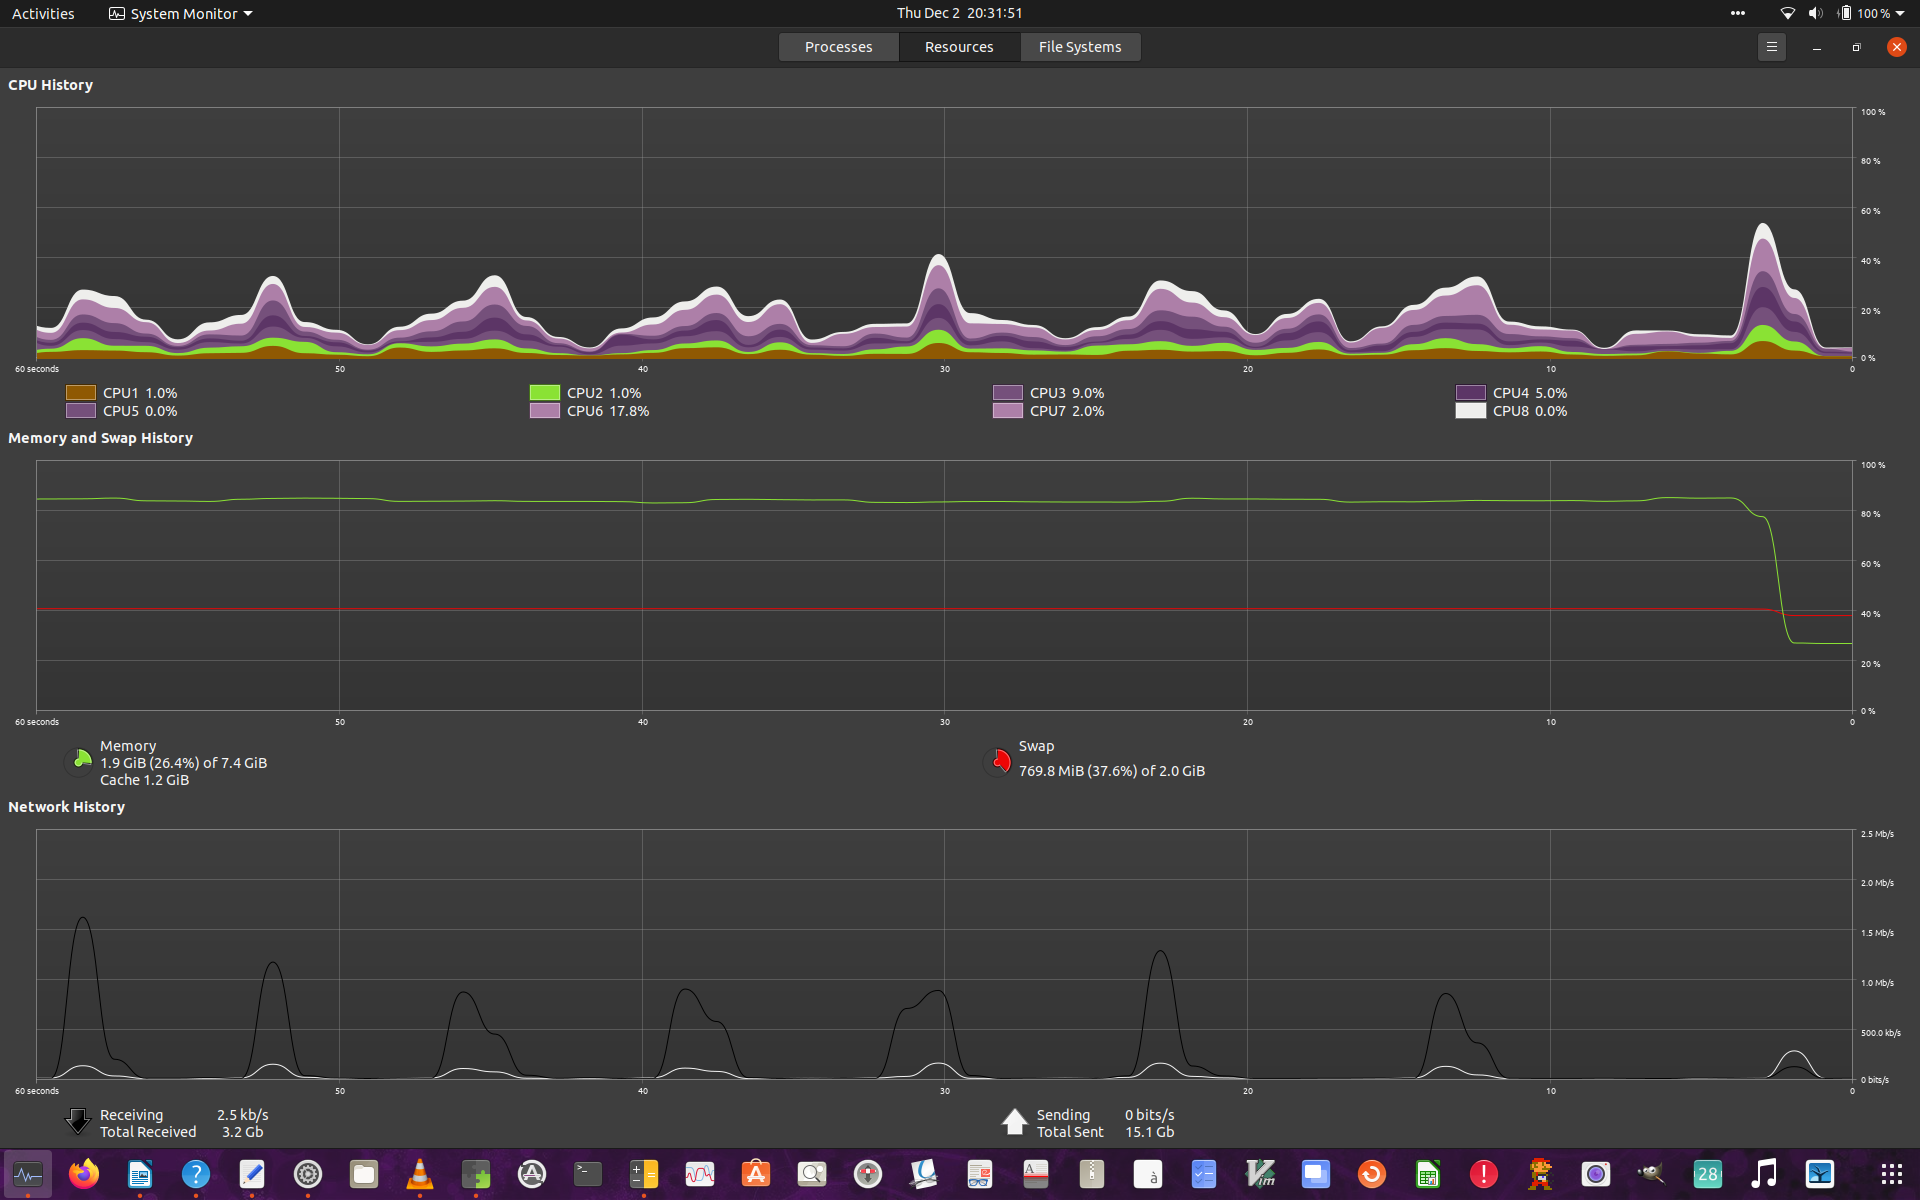 Activities
System Monitor
Thu Dec 2 20:31:51
100 %
Processes
Resources
File Systems
CPU History
100 %
80 %
60 %
40 %
20 %
0 %
60 seconds 50 40 30 20 10 0
CPU1 1.0%
CPU2 1.0%
CPU3 9.0%
CPU4 5.0%
CPU5 0.0%
CPU6 17.8%
CPU7 2.0%
CPU8 0.0%
Memory and Swap History
100 %
80 %
60 %
40 %
20 %
0 %
60 seconds 50 40 30 20 10 0
Memory
1.9 GiB (26.4%) of 7.4 GiB
Cache 1.2 GiB
Swap
769.8 MiB (37.6%) of 2.0 GiB
Network History
2.5 Mb/s
2.0 Mb/s
1.5 Mb/s
1.0 Mb/s
500.0 kb/s
0 bits/s
60 seconds 50 40 30 20 10 0
Receiving 2.5 kb/s
Total Received 3.2 Gb
Sending 0 bits/s
Total Sent 15.1 Gb
?
>_
A
à
Vim
!
28